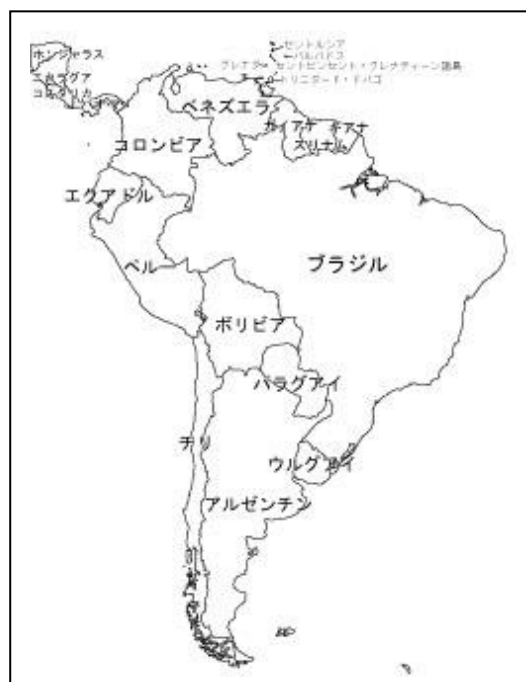 セントルシア
ホンジュラス
バルバドス
グレナダ
セントビンセント・グレナディーン諸島
ニカラグア
トリニダード・トバゴ
コスタリカ
ベネズエラ
ガイアナ
ギアナ
スリナム
コロンビア
エクアドル
ブラジル
ペル
ボリビア
パラグアイ
チリ
ウルグアイ
アルゼンチン